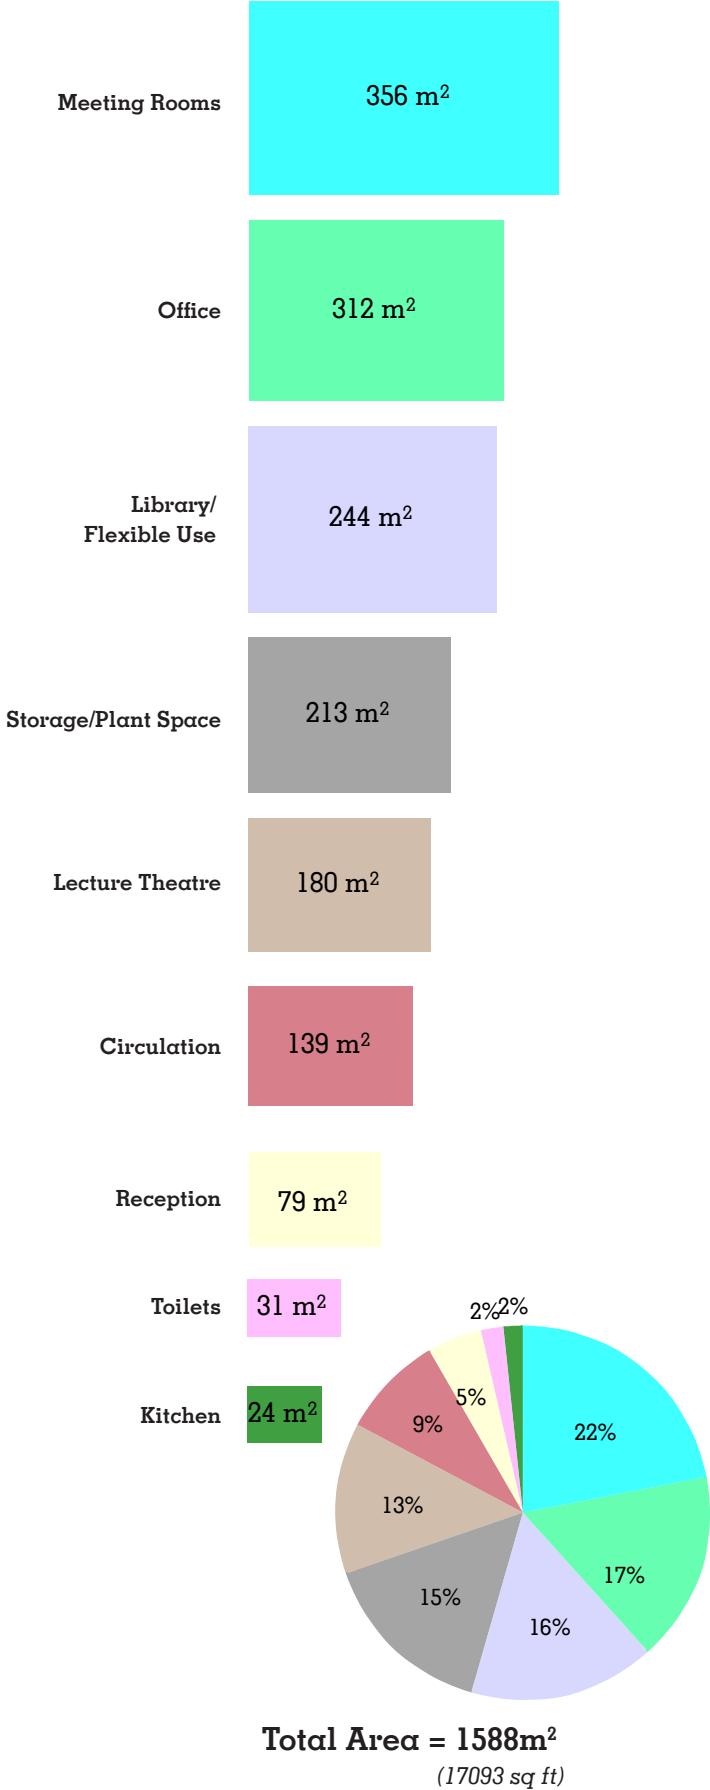 Meeting Rooms
356 m²
Office
312 m²
Library/
Flexible Use
244 m²
Storage/Plant Space
213 m²
Lecture Theatre
180 m²
Circulation
139 m²
Reception
79 m²
Toilets
31 m²
Kitchen
24 m²
2%
2%
5%
9%
22%
13%
17%
15%
16%
Total Area = 1588m²
(17093 sq ft)